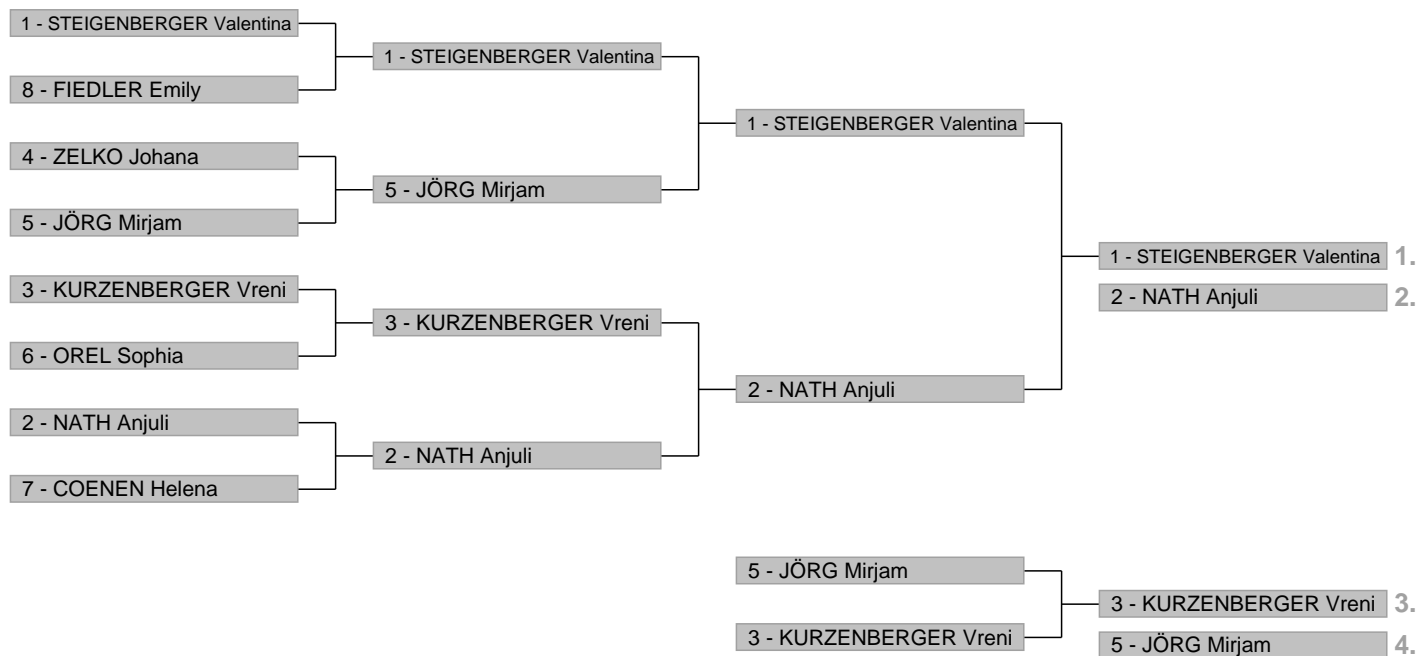 1 - STEIGENBERGER Valentina
8 - FIEDLER Emily
4 - ZELKO Johana
5 - JÖRG Mirjam
3 - KURZENBERGER Vreni
6 - OREL Sophia
2 - NATH Anjuli
7 - COENEN Helena
1 - STEIGENBERGER Valentina
5 - JÖRG Mirjam
3 - KURZENBERGER Vreni
2 - NATH Anjuli
1 - STEIGENBERGER Valentina
2 - NATH Anjuli
1 - STEIGENBERGER Valentina 1.
2 - NATH Anjuli 2.
5 - JÖRG Mirjam
3 - KURZENBERGER Vreni
3 - KURZENBERGER Vreni 3.
5 - JÖRG Mirjam 4.